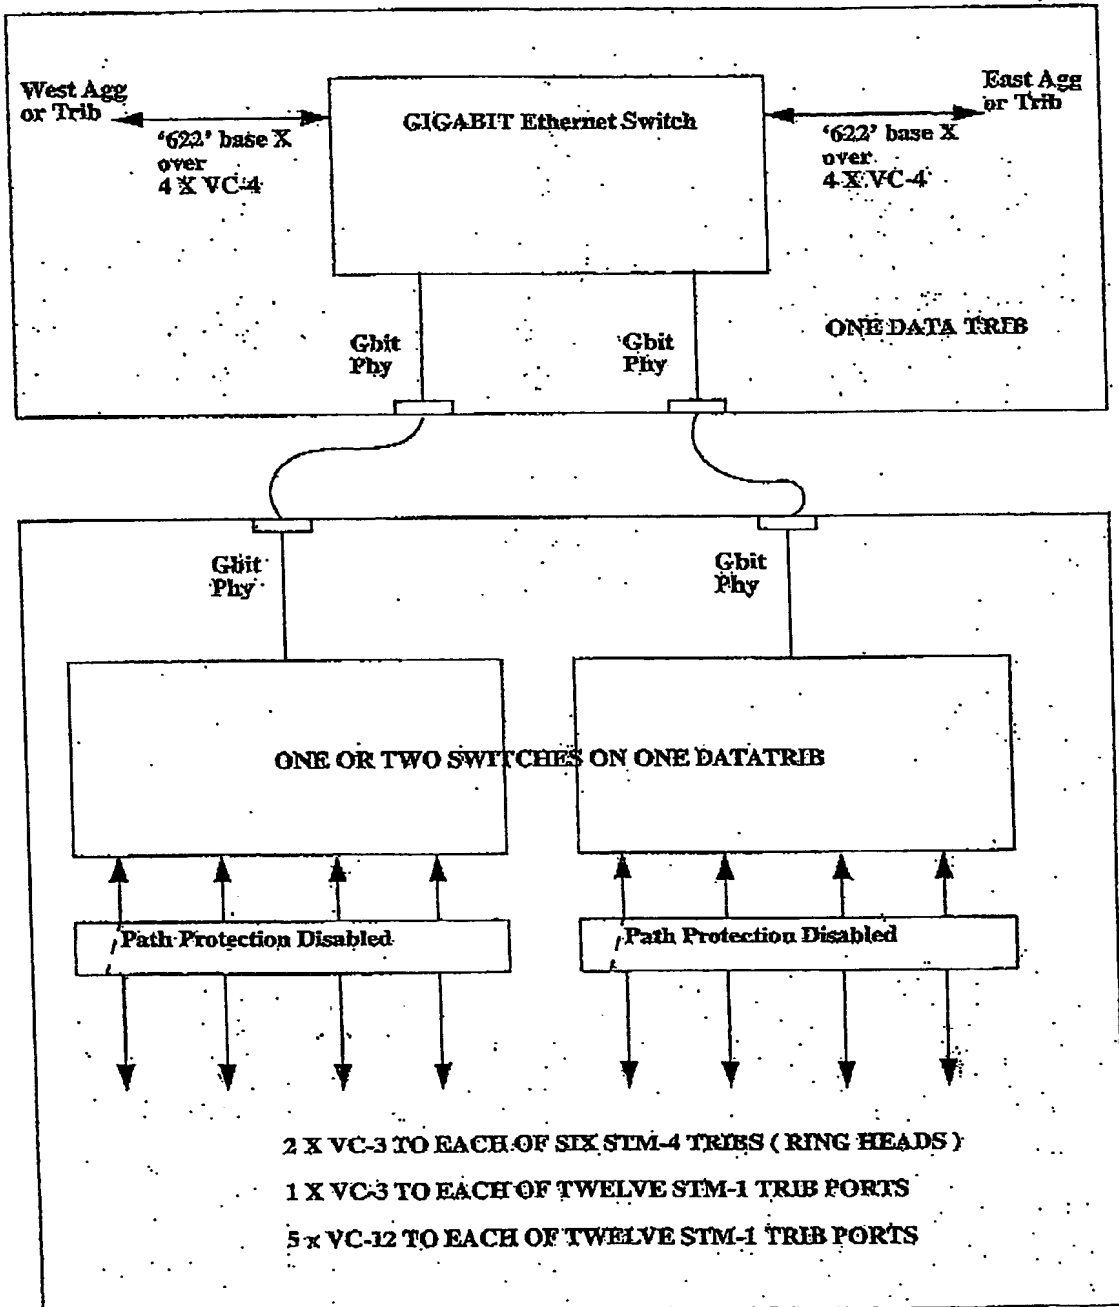 West Agg
or Trib
'622' base X
over
4 X VC-4
GIGABIT Ethernet Switch
East Agg
or Trib
'622' base X
over
4 X VC-4
ONE DATA TRIB
Gbit
Phy
Gbit
Phy
Gbit
Phy
Gbit
Phy
ONE OR TWO SWITCHES ON ONE DATATRIB
Path Protection Disabled
Path Protection Disabled
2 X VC-3 TO EACH OF SIX STM-4 TRIBS ( RING HEADS )
1 X VC-3 TO EACH OF TWELVE STM-1 TRIB PORTS
5 x VC-12 TO EACH OF TWELVE STM-1 TRIB PORTS